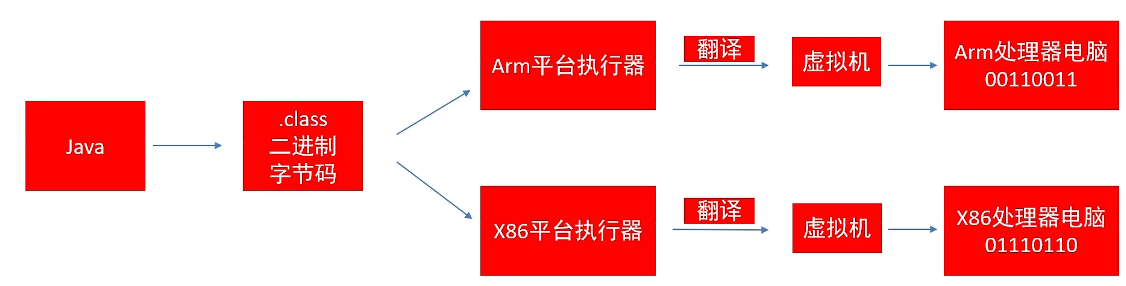 Java
.class
二进制
字节码
Arm平台执行器
翻译
虚拟机
Arm处理器电脑
00110011
X86平台执行器
翻译
虚拟机
X86处理器电脑
01110110